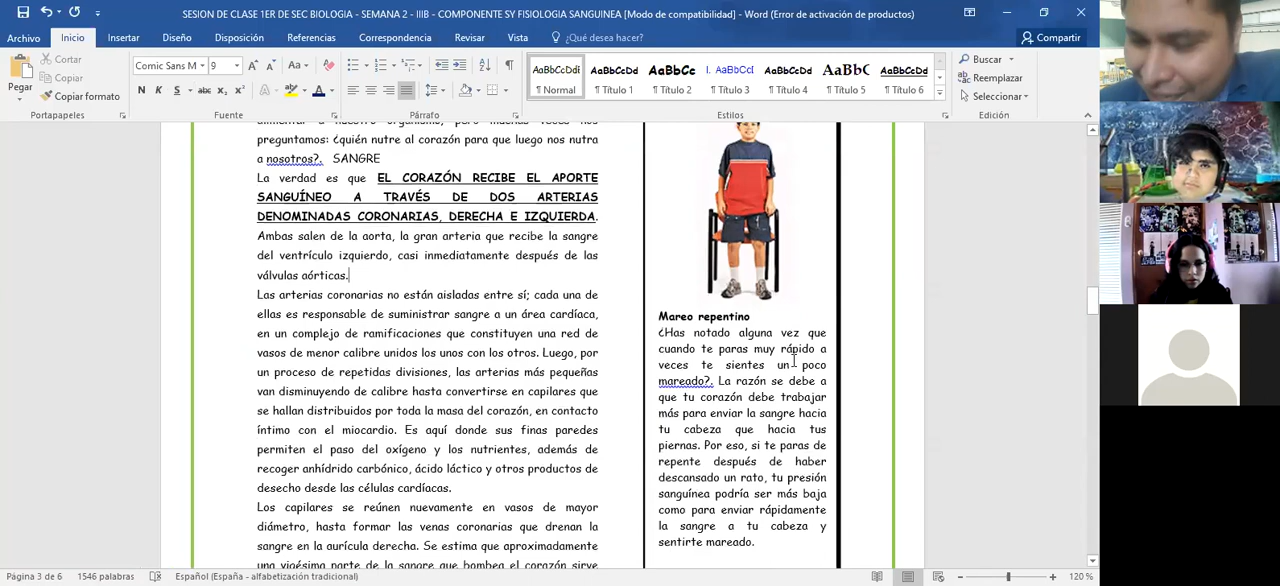 SESION DE CLASE 1ER DE SEC BIOLOGIA - SEMANA 2 - IIIB - COMPONENTE SY FISIOLOGIA SANGUINEA [Modo de compatibilidad] - Word (Error de activación de productos)
Archivo Inicio Insertar Diseño Disposición Referencias Correspondencia Revisar Vista ¿Qué desea hacer? Compartir
Pegar
Cortar
Copiar
Copiar formato
Comic Sans M 9
N K S abc x₂ x²
AaBbCcDdE AaBbCcDd AaBbCc I. AaBbCcl AaBbCcDd AaBbC AaBbCcDd
¶ Normal ¶ Título 1 ¶ Título 2 ¶ Título 3 ¶ Título 4 ¶ Título 5 ¶ Título 6
Buscar
Reemplazar
Seleccionar
Portapapeles Fuente Párrafo Estilos Edición
preguntamos: ¿quién nutre al corazón para que luego nos nutra
a nosotros?. SANGRE
La verdad es que EL CORAZÓN RECIBE EL APORTE
SANGUÍNEO A TRAVÉS DE DOS ARTERIAS
DENOMINADAS CORONARIAS, DERECHA E IZQUIERDA.
Ambas salen de la aorta, la gran arteria que recibe la sangre
del ventrículo izquierdo, casi inmediatamente después de las
válvulas aórticas.
Las arterias coronarias no están aisladas entre sí; cada una de
ellas es responsable de suministrar sangre a un área cardíaca,
en un complejo de ramificaciones que constituyen una red de
vasos de menor calibre unidos los unos con los otros. Luego, por
un proceso de repetidas divisiones, las arterias más pequeñas
van disminuyendo de calibre hasta convertirse en capilares que
se hallan distribuidos por toda la masa del corazón, en contacto
íntimo con el miocardio. Es aquí donde sus finas paredes
permiten el paso del oxígeno y los nutrientes, además de
recoger anhídrido carbónico, ácido láctico y otros productos de
desecho desde las células cardíacas.
Los capilares se reúnen nuevamente en vasos de mayor
diámetro, hasta formar las venas coronarias que drenan la
sangre en la aurícula derecha. Se estima que aproximadamente
una vigésima parte de la sangre que bombea el corazón sirve
Mareo repentino
¿Has notado alguna vez que
cuando te paras muy rápido a
veces te sientes un poco
mareado?. La razón se debe a
que tu corazón debe trabajar
más para enviar la sangre hacia
tu cabeza que hacia tus
piernas. Por eso, si te paras de
repente después de haber
descansado un rato, tu presión
sanguínea podría ser más baja
como para enviar rápidamente
la sangre a tu cabeza y
sentirte mareado.
Página 3 de 6 1546 palabras Español (España - alfabetización tradicional) 120 %